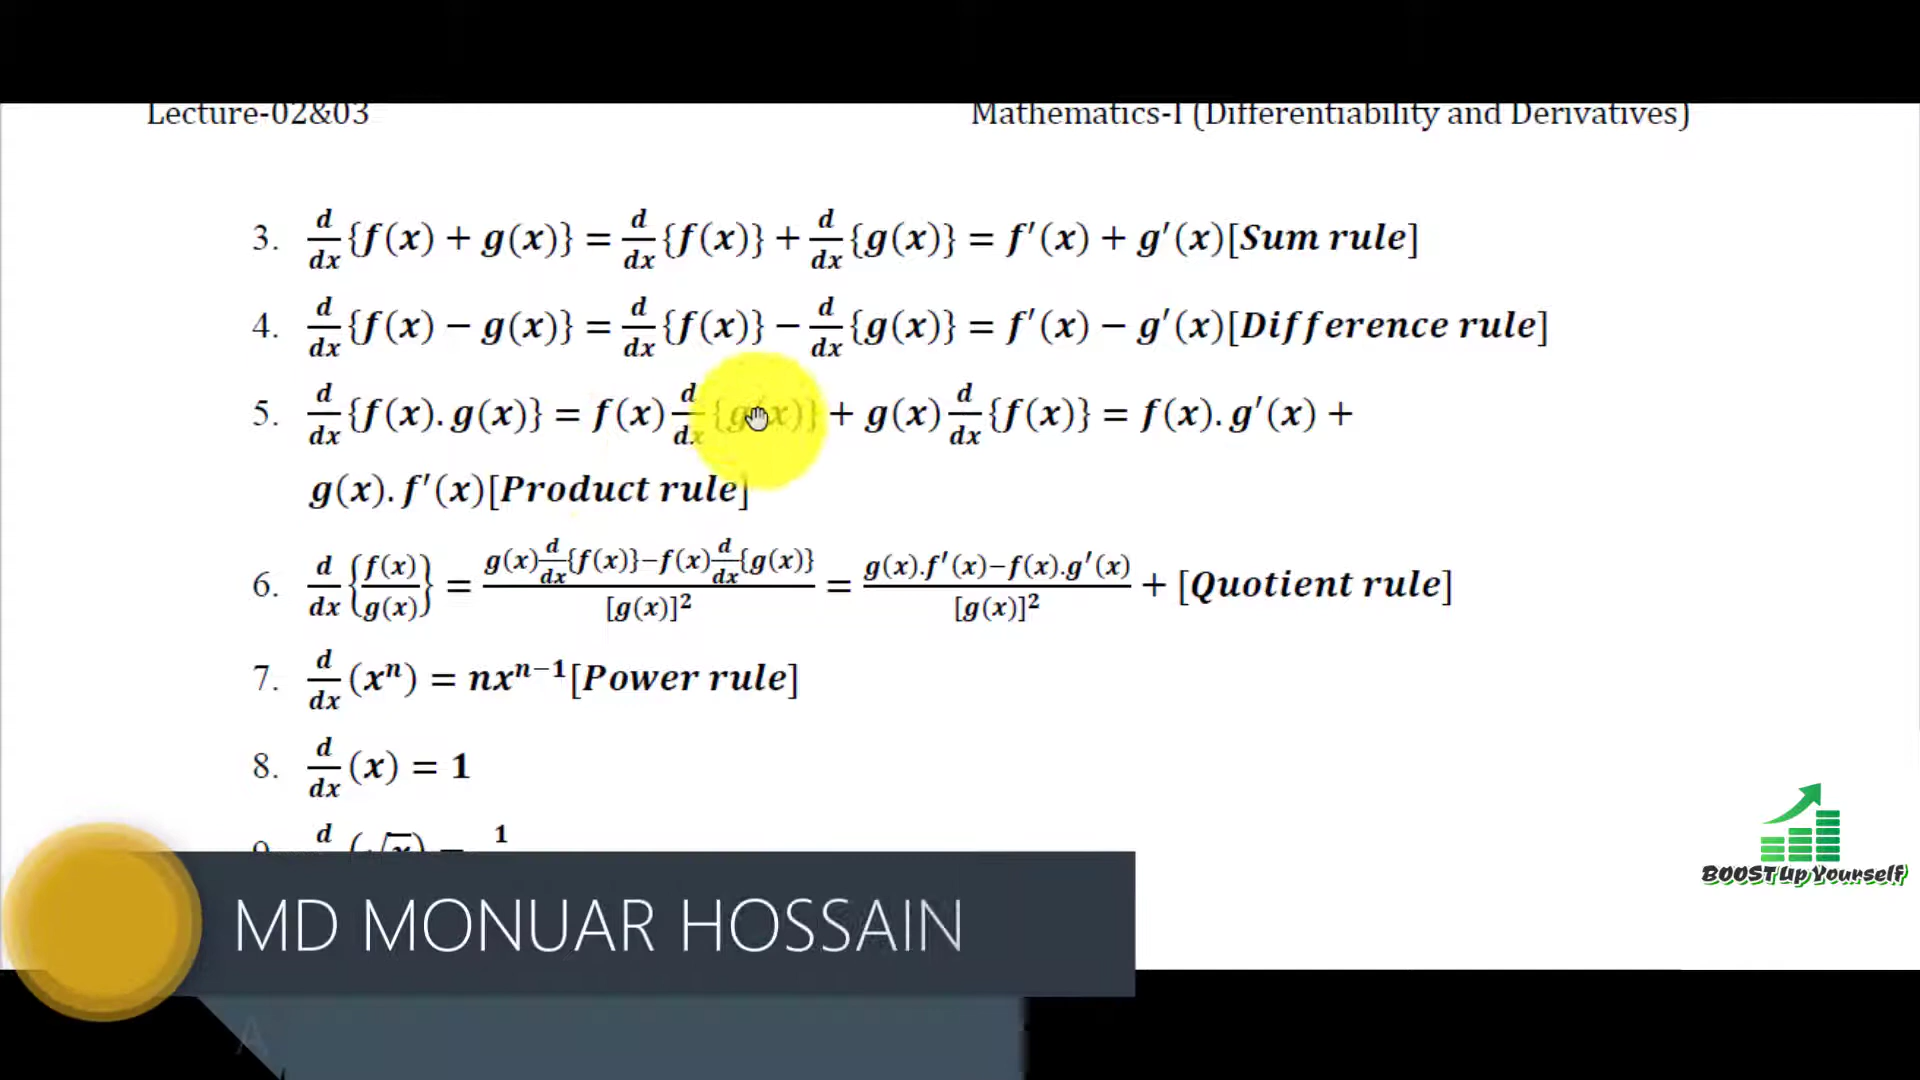 Lecture-02&03 Mathematics-I (Differentiability and Derivatives)
3. d/dx {f(x) + g(x)} = d/dx {f(x)} + d/dx {g(x)} = f′(x) + g′(x)[Sum rule]
4. d/dx {f(x) − g(x)} = d/dx {f(x)} − d/dx {g(x)} = f′(x) − g′(x)[Difference rule]
5. d/dx {f(x). g(x)} = f(x) d/dx {g(x)} + g(x) d/dx {f(x)} = f(x). g′(x) +
g(x). f′(x)[Product rule]
6. d/dx {f(x)/g(x)} = (g(x) d/dx {f(x)}−f(x) d/dx {g(x)})/[g(x)]² = (g(x).f′(x)−f(x).g′(x))/[g(x)]² + [Quotient rule]
7. d/dx (xⁿ) = nxⁿ⁻¹[Power rule]
8. d/dx (x) = 1
MD MONUAR HOSSAIN
A
BOOST Up Yourself